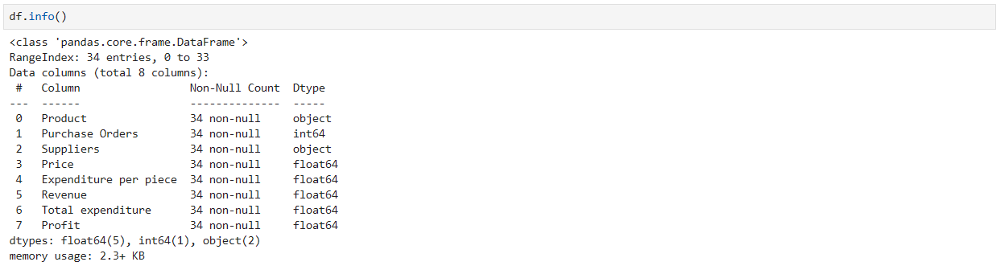 df.info()
<class 'pandas.core.frame.DataFrame'>
RangeIndex: 34 entries, 0 to 33
Data columns (total 8 columns):
 #   Column                 Non-Null Count  Dtype
---  ------                 --------------  -----
 0   Product                34 non-null     object
 1   Purchase Orders        34 non-null     int64
 2   Suppliers              34 non-null     object
 3   Price                  34 non-null     float64
 4   Expenditure per piece  34 non-null     float64
 5   Revenue                34 non-null     float64
 6   Total expenditure      34 non-null     float64
 7   Profit                 34 non-null     float64
dtypes: float64(5), int64(1), object(2)
memory usage: 2.3+ KB